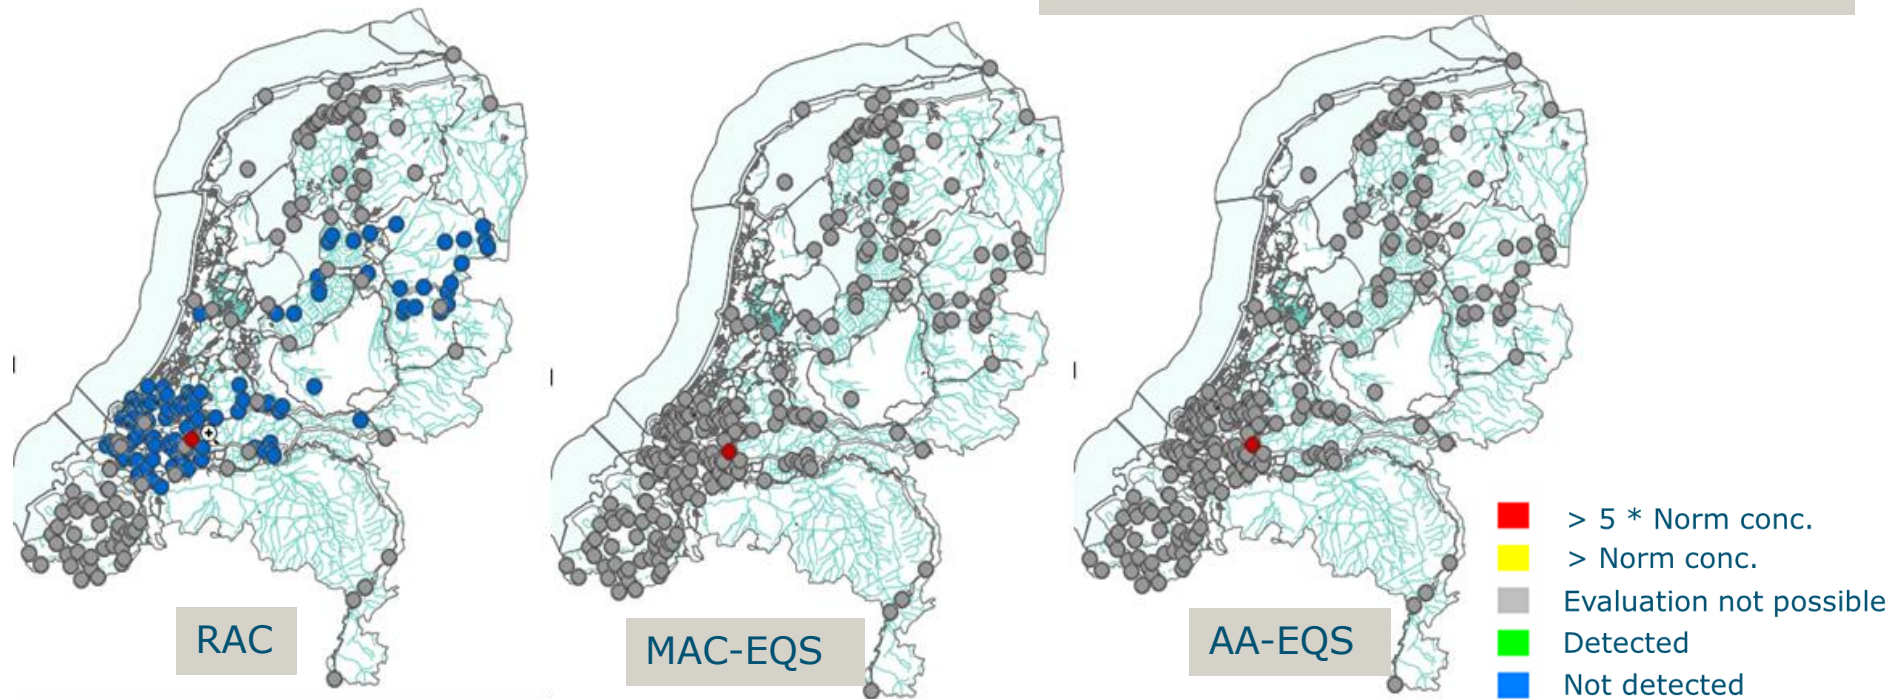 RAC
MAC-EQS
AA-EQS
> 5 * Norm conc.
> Norm conc.
Evaluation not possible
Detected
Not detected